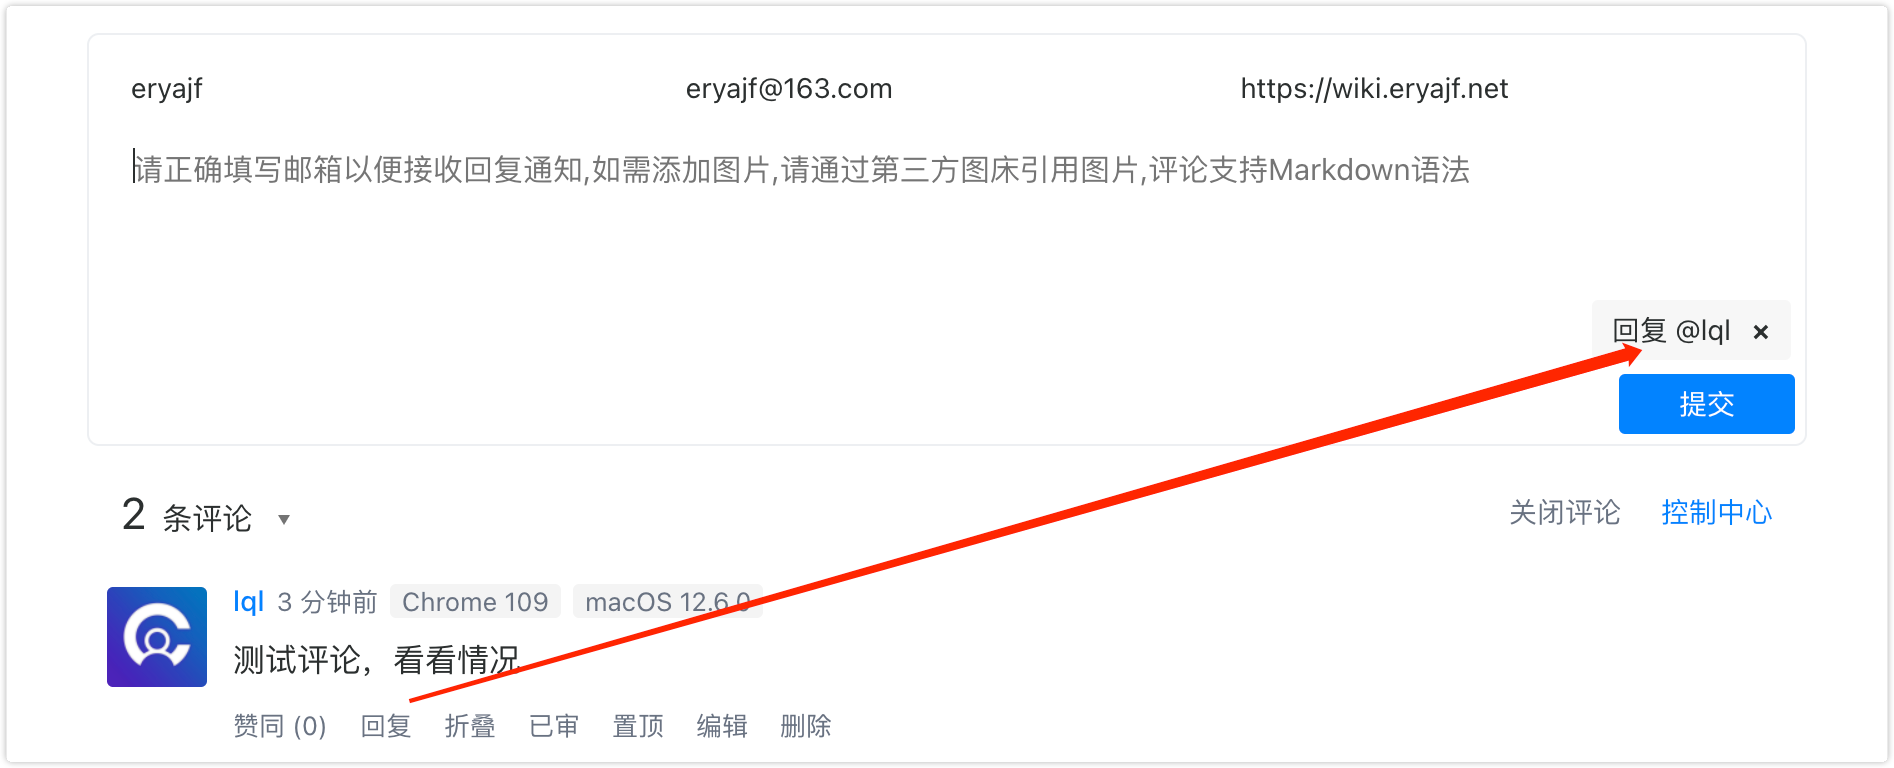 eryajf eryajf@163.com https://wiki.eryajf.net
请正确填写邮箱以便接收回复通知,如需添加图片,请通过第三方图床引用图片,评论支持Markdown语法
回复 @lql ×
提交
2 条评论 ▼ 关闭评论 控制中心
lql 3 分钟前 Chrome 109 macOS 12.6.0
测试评论，看看情况
赞同 (0) 回复 折叠 已审 置顶 编辑 删除